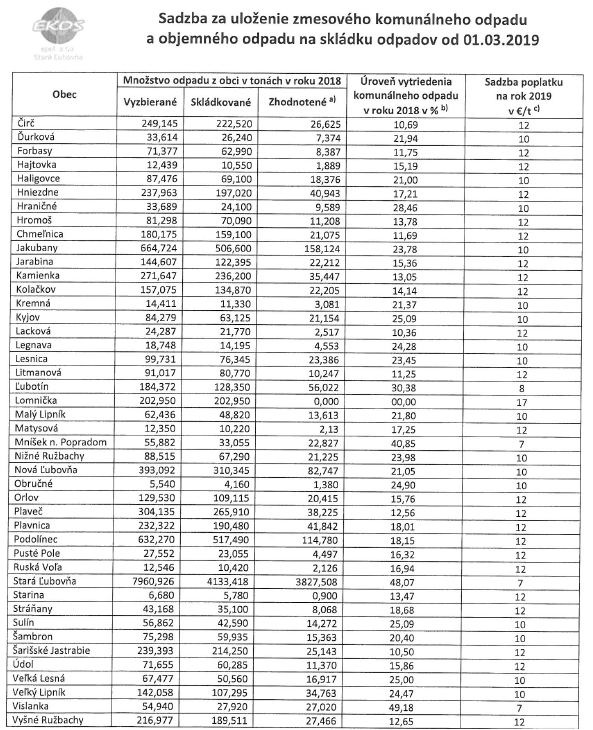 EKOS
spol. s r.o.
Stará Ľubovňa
Sadzba za uloženie zmesového komunálneho odpadu
a objemného odpadu na skládku odpadov od 01.03.2019
Obec
Množstvo odpadu z obci v tonách v roku 2018
Vyzbierané Skládkované Zhodnotené a)
Úroveň vytriedenia
komunálneho odpadu
v roku 2018 v % b)
Sadzba poplatku
na rok 2019
v €/t c)
Čirč 249,145 222,520 26,625 10,69 12
Ďurková 33,614 26,240 7,374 21,94 10
Forbasy 71,377 62,990 8,387 11,75 12
Hajtovka 12,439 10,550 1,889 15,19 12
Haligovce 87,476 69,100 18,376 21,00 10
Hniezdne 237,963 197,020 40,943 17,21 12
Hraničné 33,689 24,100 9,589 28,46 10
Hromoš 81,298 70,090 11,208 13,78 12
Chmeľnica 180,175 159,100 21,075 11,69 12
Jakubany 664,724 506,600 158,124 23,78 10
Jarabina 144,607 122,395 22,212 15,36 12
Kamienka 271,647 236,200 35,447 13,05 12
Kolačkov 157,075 134,870 22,205 14,14 12
Kremná 14,411 11,330 3,081 21,37 10
Kyjov 84,279 63,125 21,154 25,09 10
Lacková 24,287 21,770 2,517 10,36 12
Legnava 18,748 14,195 4,553 24,28 10
Lesnica 99,731 76,345 23,386 23,45 10
Litmanová 91,017 80,770 10,247 11,25 12
Ľubotín 184,372 128,350 56,022 30,38 8
Lomnička 202,950 202,950 0,000 00,00 17
Malý Lipník 62,436 48,820 13,613 21,80 10
Matysová 12,350 10,220 2,13 17,25 12
Mníšek n. Popradom 55,882 33,055 22,827 40,85 7
Nižné Ružbachy 88,515 67,290 21,225 23,98 10
Nová Ľubovňa 393,092 310,345 82,747 21,05 10
Obručné 5,540 4,160 1,380 24,90 10
Orlov 129,530 109,115 20,415 15,76 12
Plaveč 304,135 265,910 38,225 12,56 12
Plavnica 232,322 190,480 41,842 18,01 12
Podolínec 632,270 517,490 114,780 18,15 12
Pusté Pole 27,552 23,055 4,497 16,32 12
Ruská Voľa 12,546 10,420 2,126 16,94 12
Stará Ľubovňa 7960,926 4133,418 3827,508 48,07 7
Starina 6,680 5,780 0,900 13,47 12
Stráňany 43,168 35,100 8,068 18,68 12
Sulín 56,862 42,590 14,272 25,09 10
Šambron 75,298 59,935 15,363 20,40 10
Šarišské Jastrabie 239,393 214,250 25,143 10,50 12
Údol 71,655 60,285 11,370 15,86 12
Veľká Lesná 67,477 50,560 16,917 25,00 10
Veľký Lipník 142,058 107,295 34,763 24,47 10
Vislanka 54,940 27,920 27,020 49,18 7
Vyšné Ružbachy 216,977 189,511 27,466 12,65 12